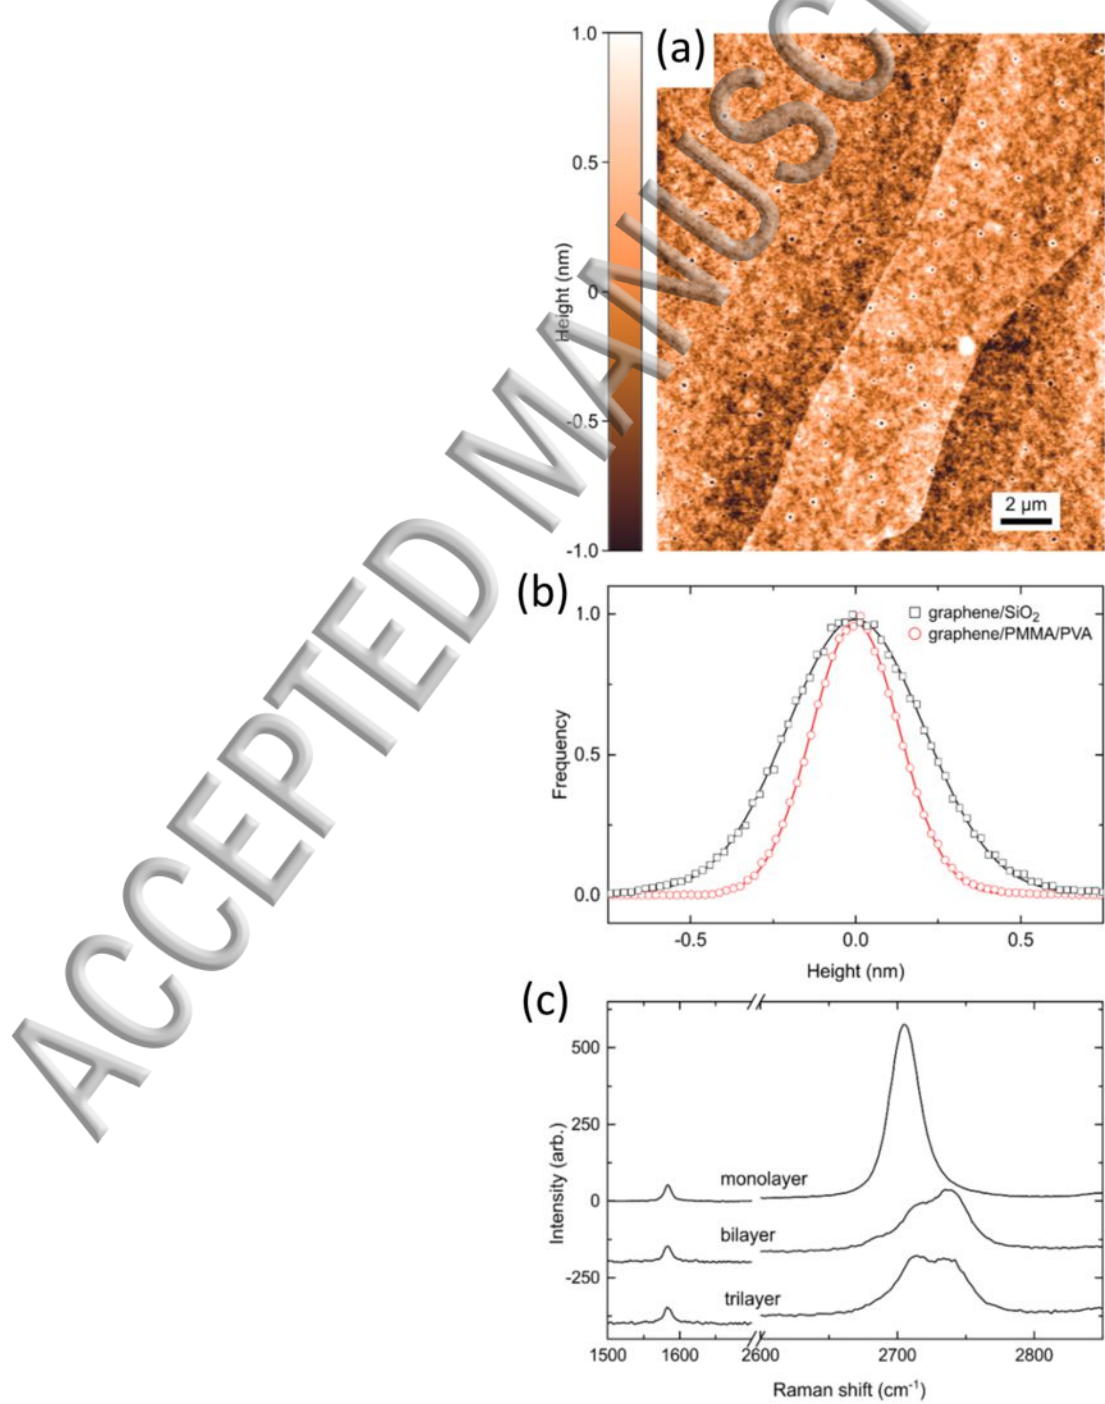 ACCEPTED MANUSC
(a)
1.0
0.5
0
-0.5
-1.0
Height (nm)
2 μm
(b)
graphene/SiO₂
graphene/PMMA/PVA
1.0
0.5
0.0
Frequency
-0.5 0.0 0.5
Height (nm)
(c)
500
250
0
-250
Intensity (arb.)
monolayer
bilayer
trilayer
1500 1600 2600 2700 2800
Raman shift (cm⁻¹)